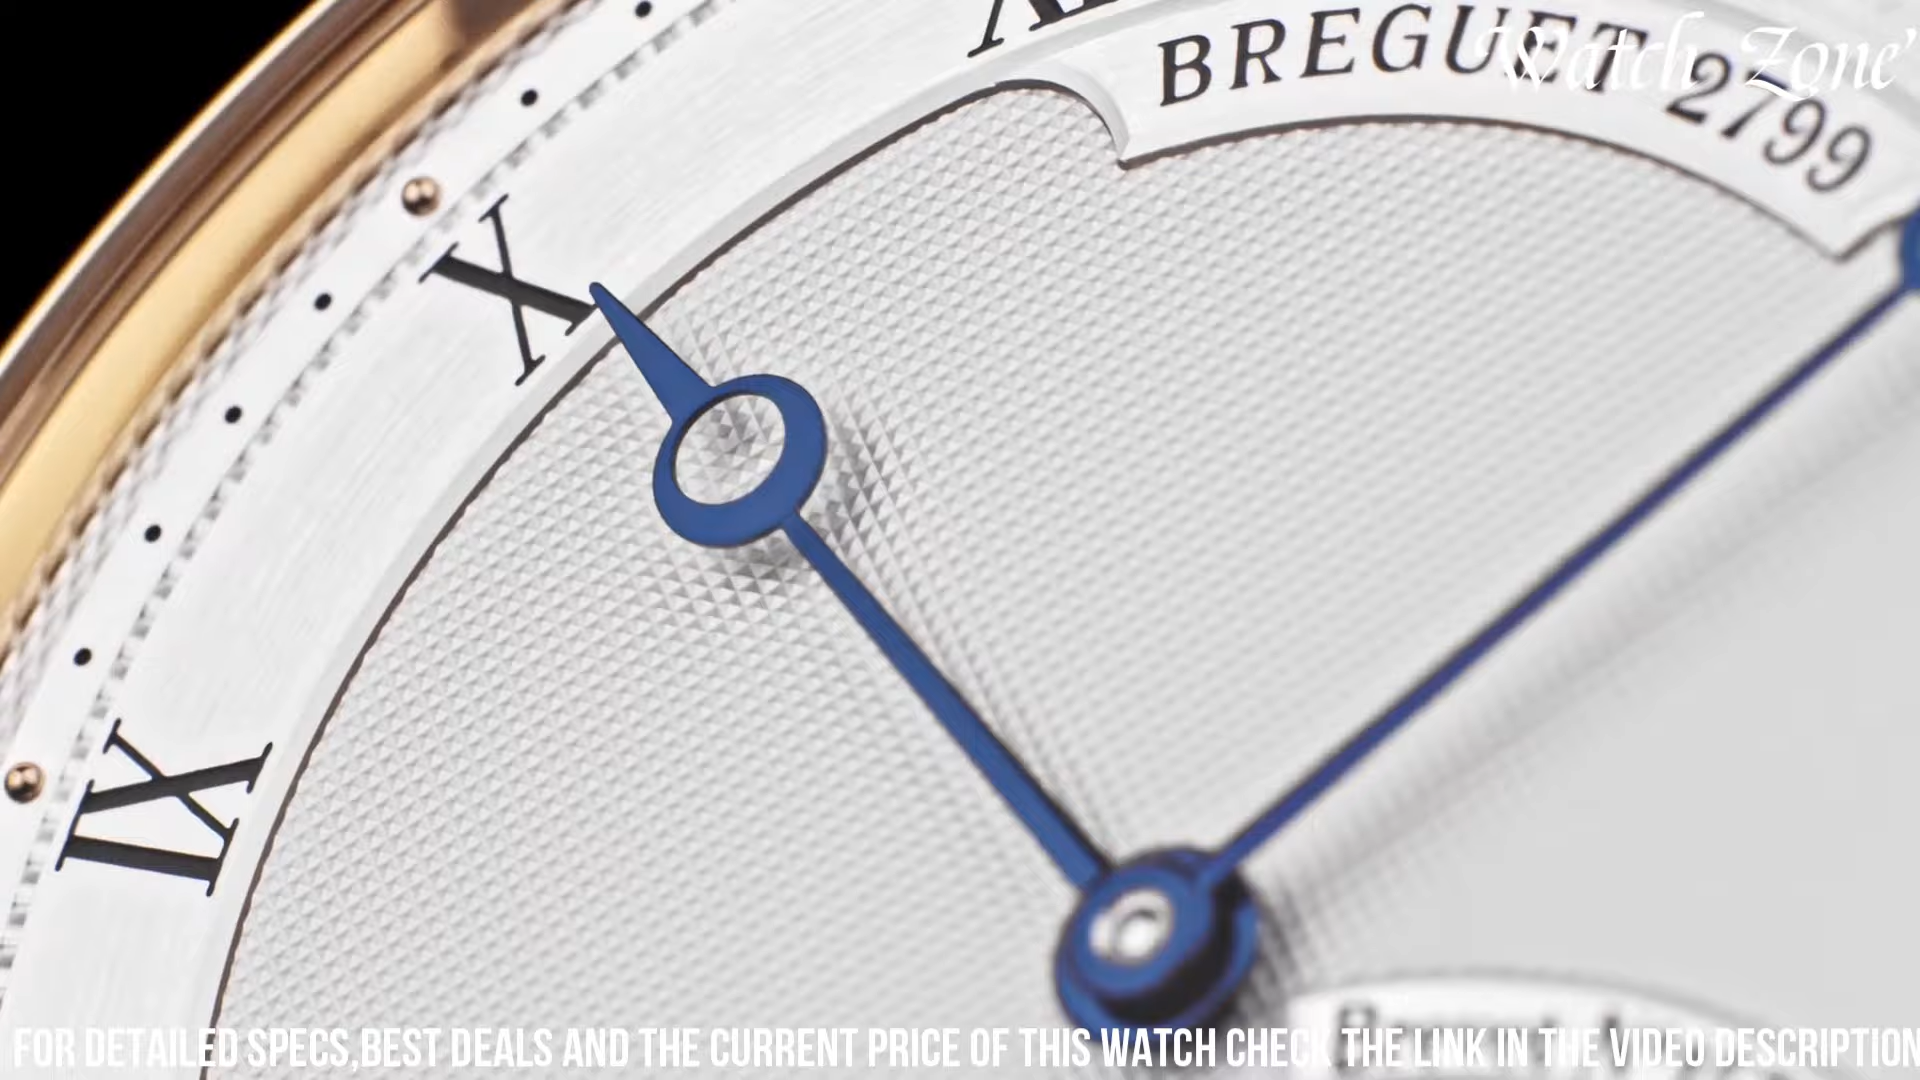 BREGUET 2799
Watch Zone'
X
IX
FOR DETAILED SPECS,BEST DEALS AND THE CURRENT PRICE OF THIS WATCH CHECK THE LINK IN THE VIDEO DESCRIPTION